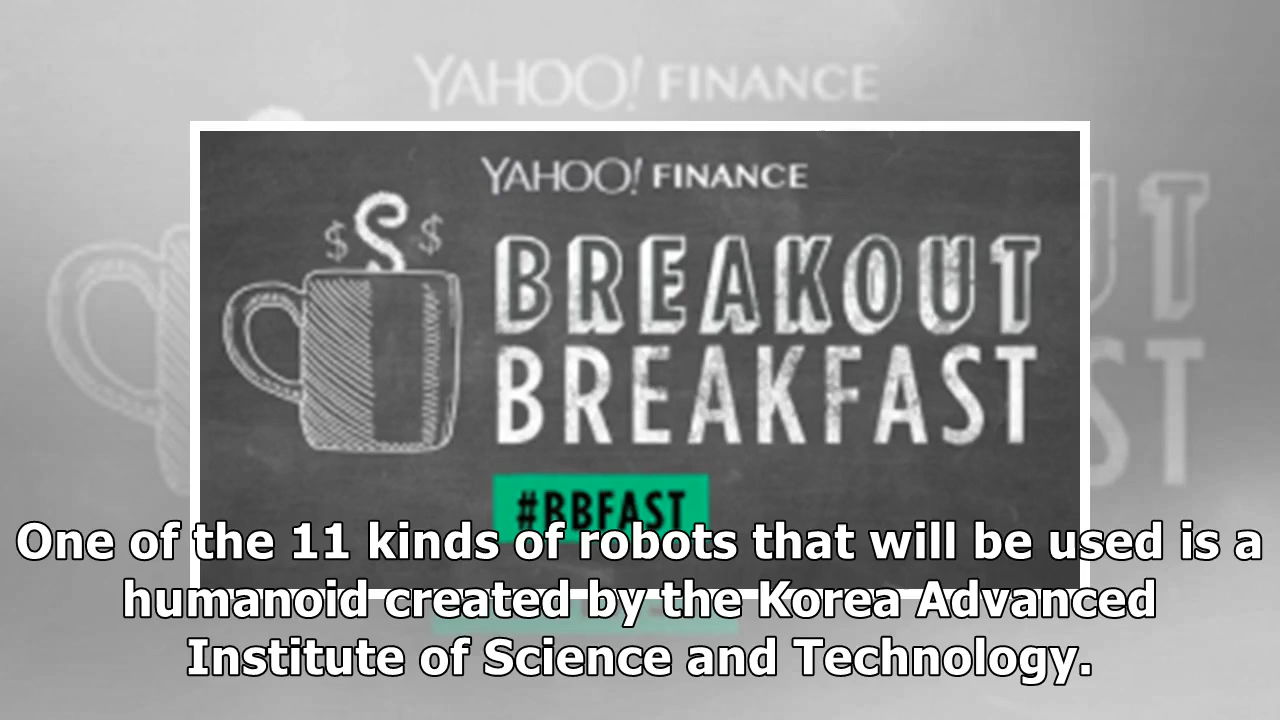 YAHOO! FINANCE
YAHOO! FINANCE
BREAKOUT
BREAKFAST
#BBFAST
One of the 11 kinds of robots that will be used is a
humanoid created by the Korea Advanced
Institute of Science and Technology.